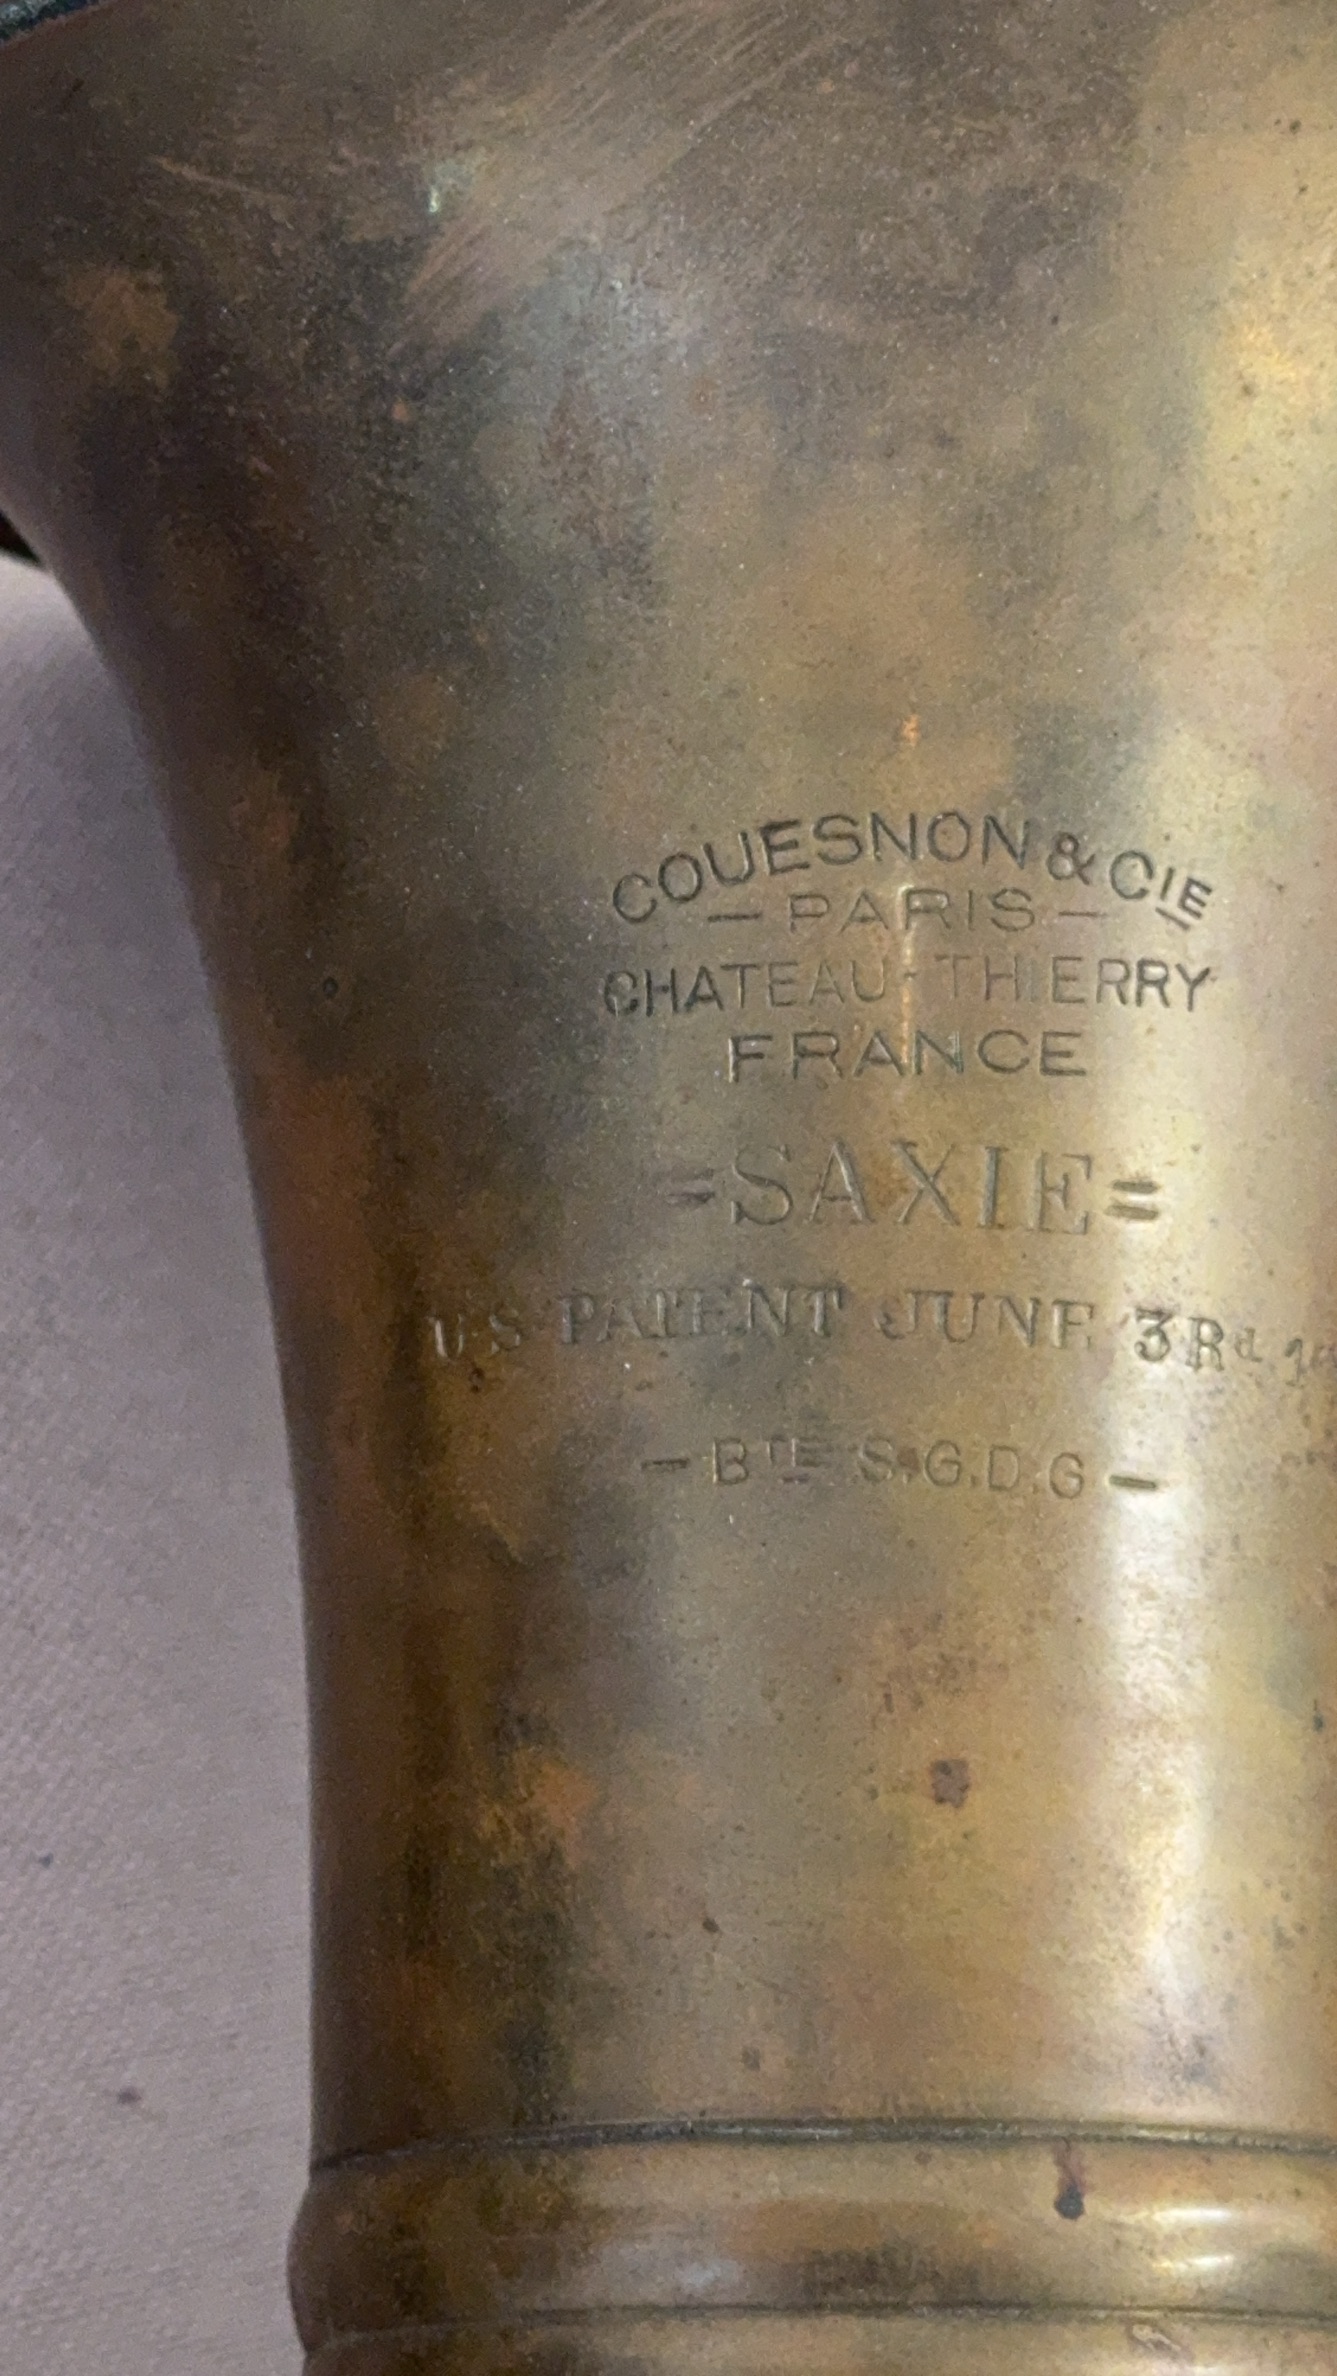 COUESNON & CIE
— PARIS —
CHATEAU-THIERRY
FRANCE
=SAXIE=
US PATENT JUNE 3Rd
— BTE S.G.D.G —